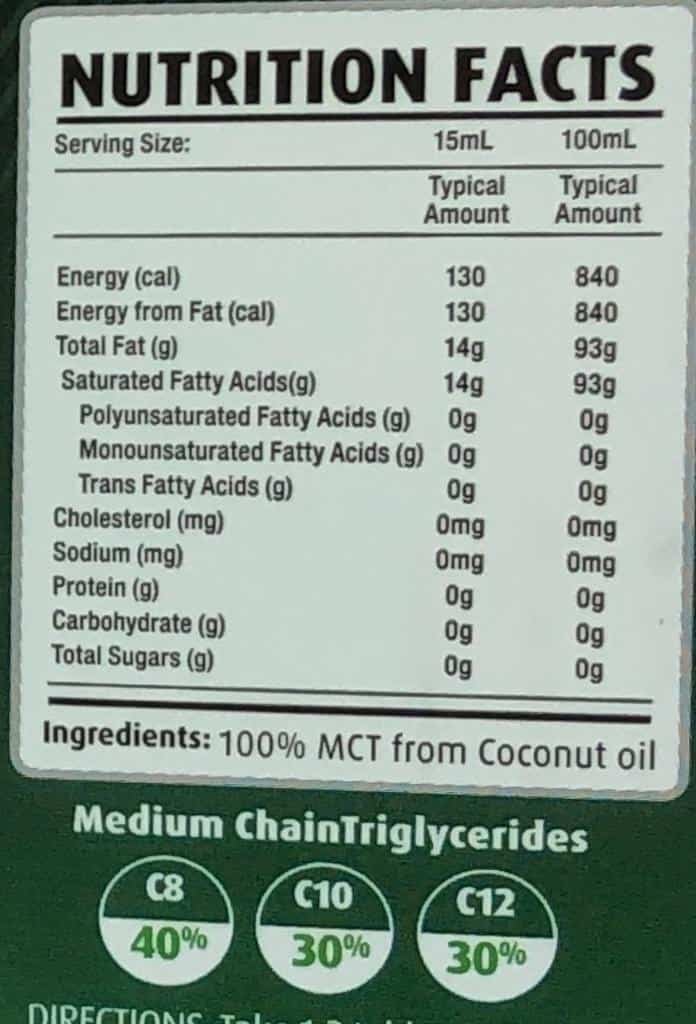 NUTRITION FACTS
Serving Size: 15mL 100mL
Typical Amount Typical Amount
Energy (cal) 130 840
Energy from Fat (cal) 130 840
Total Fat (g) 14g 93g
Saturated Fatty Acids(g) 14g 93g
Polyunsaturated Fatty Acids (g) 0g 0g
Monounsaturated Fatty Acids (g) 0g 0g
Trans Fatty Acids (g) 0g 0g
Cholesterol (mg) 0mg 0mg
Sodium (mg) 0mg 0mg
Protein (g) 0g 0g
Carbohydrate (g) 0g 0g
Total Sugars (g) 0g 0g
Ingredients: 100% MCT from Coconut oil
Medium ChainTriglycerides
C8 C10 C12
40% 30% 30%
DIRECTIONS